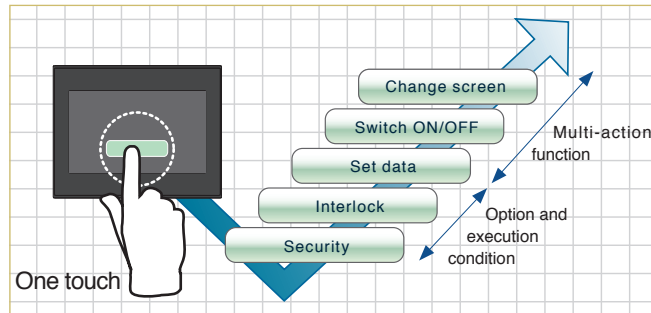 Change screen
Switch ON/OFF
Set data
Interlock
Security
Multi-action
function
Option and
execution
condition
One touch